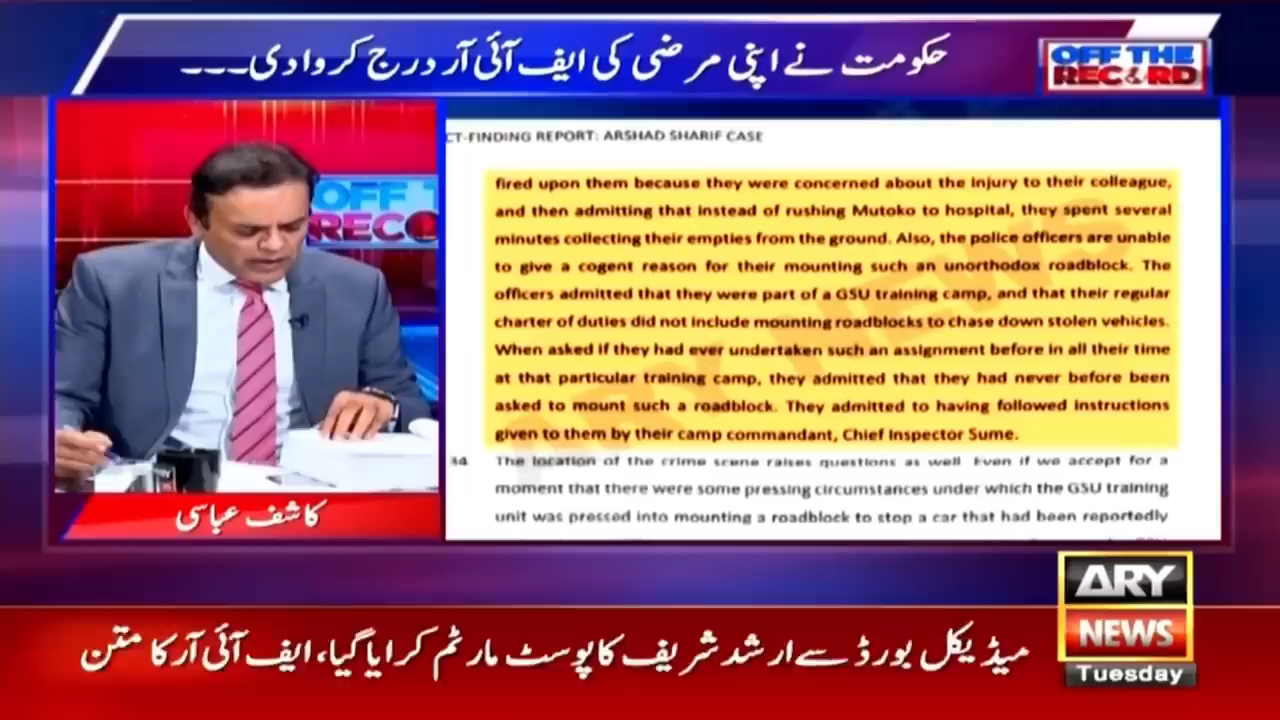 حکومت نے اپنی مرضی کی ایف آئی آر درج کروا دی ۔۔۔
OFF THE
RECORD
OFF TH
RECO
CT-FINDING REPORT: ARSHAD SHARIF CASE
fired upon them because they were concerned about the injury to their colleague,
and then admitting that instead of rushing Mutoko to hospital, they spent several
minutes collecting their empties from the ground. Also, the police officers are unable
to give a cogent reason for their mounting such an unorthodox roadblock. The
officers admitted that they were part of a GSU training camp, and that their regular
charter of duties did not include mounting roadblocks to chase down stolen vehicles.
When asked if they had ever undertaken such an assignment before in all their time
at that particular training camp, they admitted that they had never before been
asked to mount such a roadblock. They admitted to having followed instructions
given to them by their camp commandant, Chief Inspector Sume.
34. The location of the crime scene raises questions as well. Even if we accept for a
moment that there were some pressing circumstances under which the GSU training
unit was pressed into mounting a roadblock to stop a car that had been reportedly
ARY NEWS
کاشف عباسی
ARY
NEWS
Tuesday
میڈیکل بورڈ سے ارشد شریف کا پوسٹ مارٹم کرایا گیا، ایف آئی آر کا متن